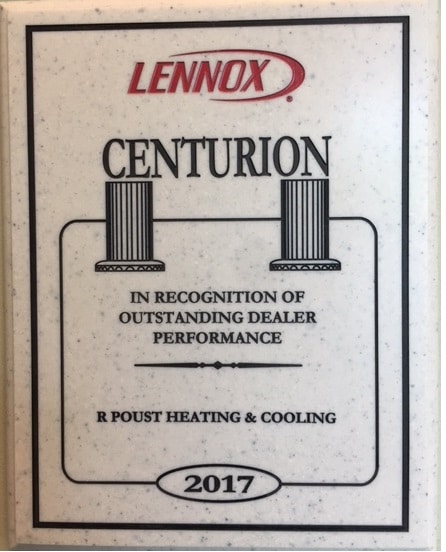 LENNOX
CENTURION
IN RECOGNITION OF
OUTSTANDING DEALER
PERFORMANCE
R POUST HEATING & COOLING
2017